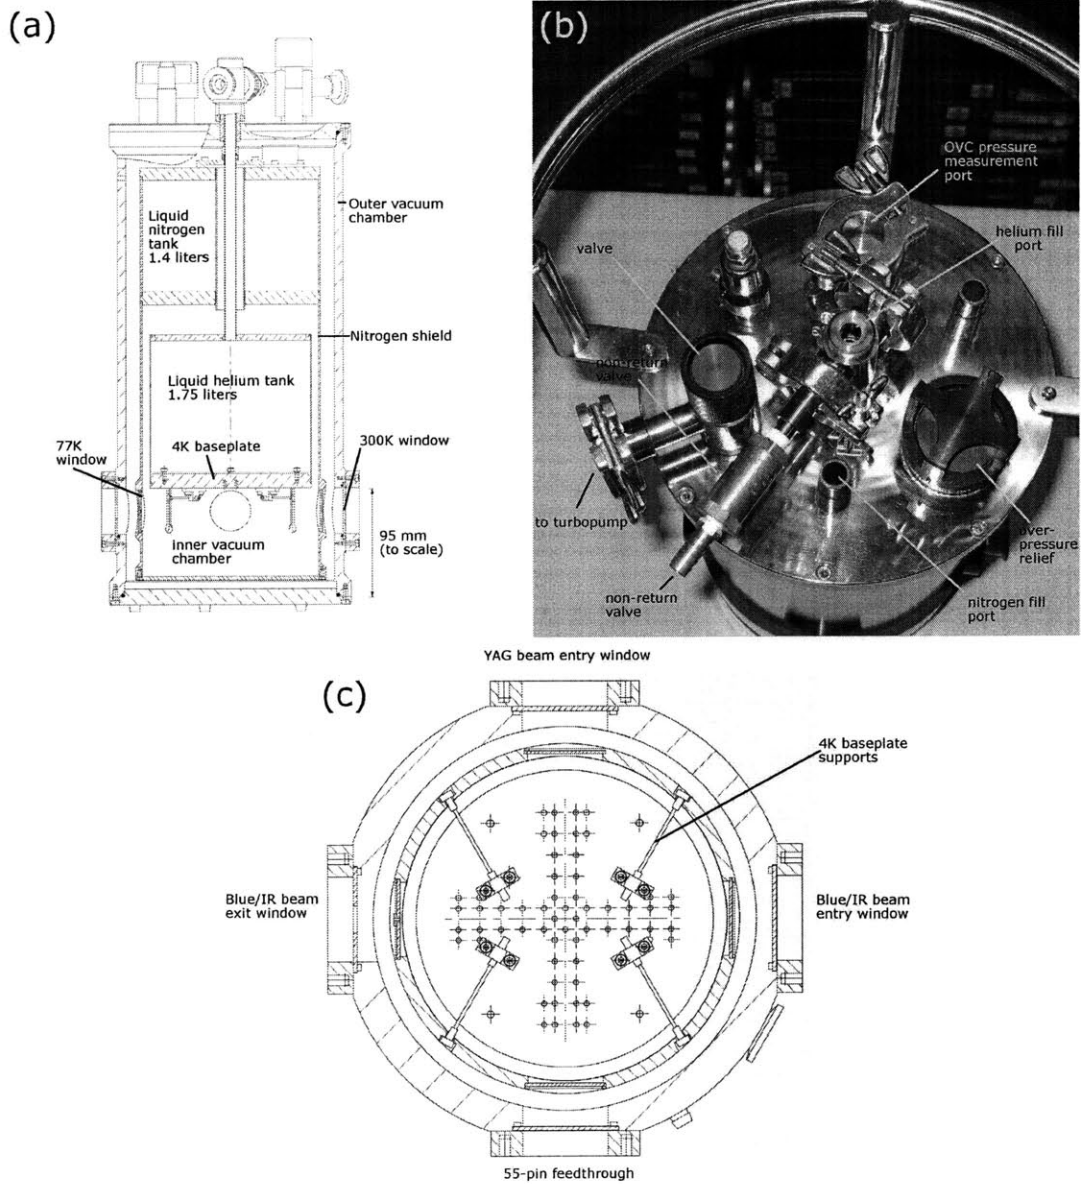 (a)
Liquid
nitrogen
tank
1.4 liters
Outer vacuum
chamber
Nitrogen shield
Liquid helium tank
1.75 liters
77K
window
4K baseplate
300K window
inner vacuum
chamber
95 mm
(to scale)
(b)
OVC pressure
measurement
port
helium fill
port
valve
non-return
valve
to turbopump
non-return
valve
over-
pressure
relief
nitrogen fill
port
(c)
YAG beam entry window
4K baseplate
supports
Blue/IR beam
exit window
Blue/IR beam
entry window
55-pin feedthrough